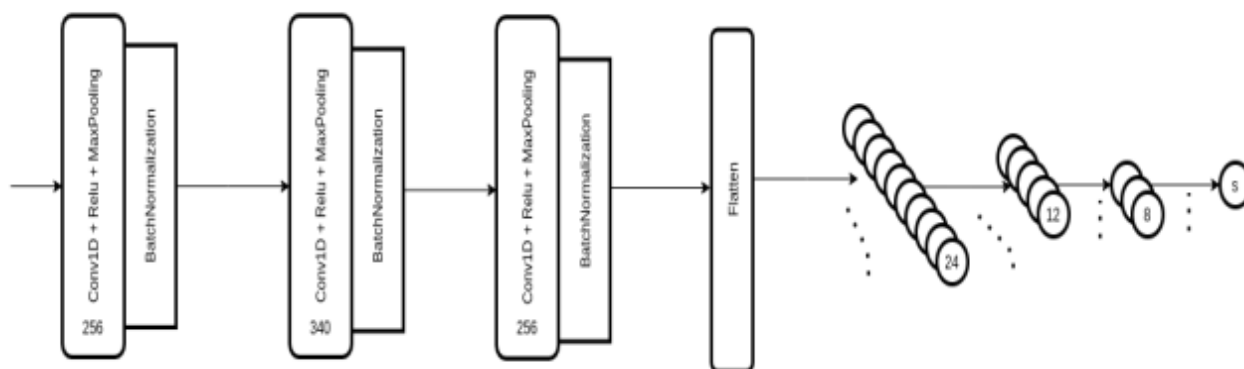 Conv1D + Relu + MaxPooling
256
BatchNormalization
Conv1D + Relu + MaxPooling
340
BatchNormalization
Conv1D + Relu + MaxPooling
256
BatchNormalization
Flatten
24
12
8
s